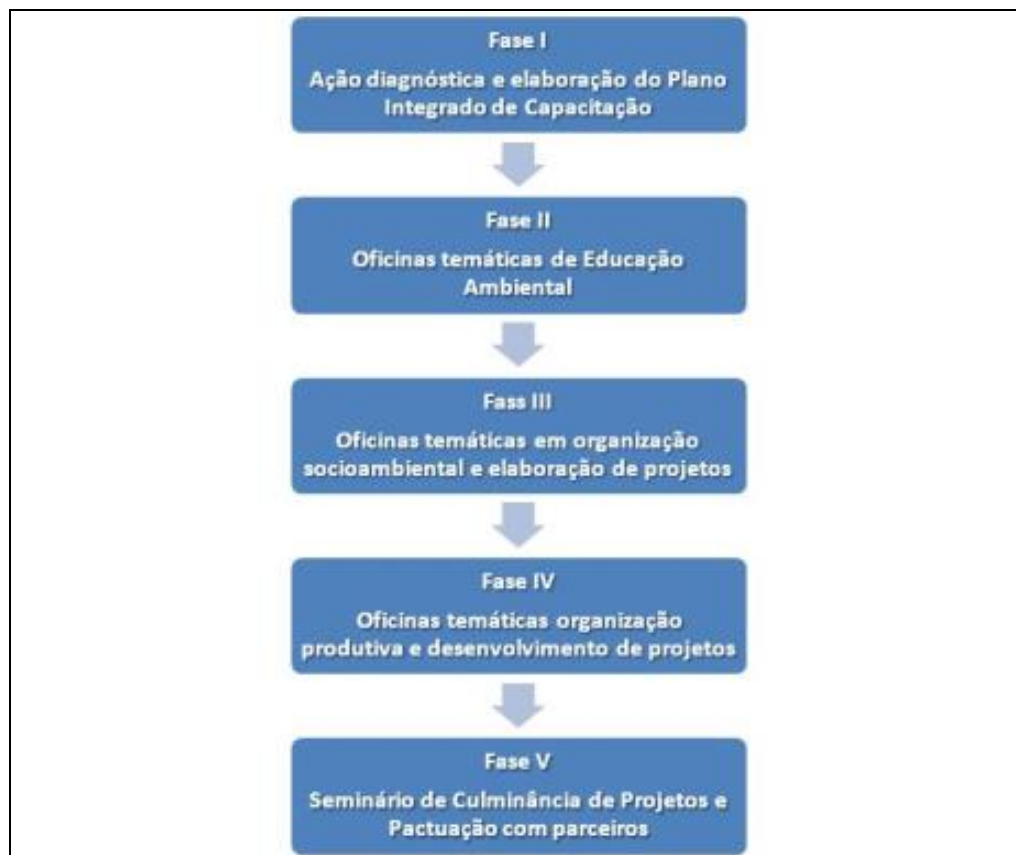 Fase I
Ação diagnóstica e elaboração do Plano
Integrado de Capacitação
Fase II
Oficinas temáticas de Educação
Ambiental
Fass III
Oficinas temáticas em organização
socioambiental e elaboração de projetos
Fase IV
Oficinas temáticas organização
produtiva e desenvolvimento de projetos
Fase V
Seminário de Culminância de Projetos e
Pactuação com parceiros